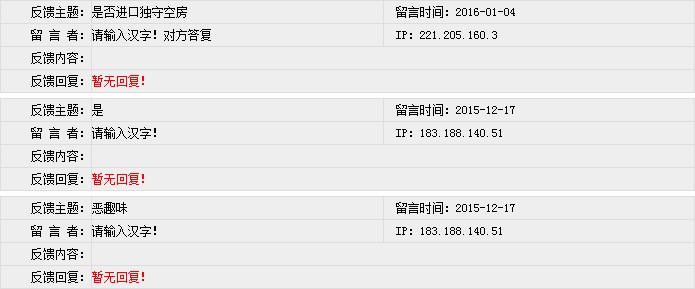 反馈主题：是否进口独守空房 留言时间：2016-01-04
留 言 者：请输入汉字！对方答复 IP：221.205.160.3
反馈内容：
反馈回复：暂无回复！
反馈主题：是 留言时间：2015-12-17
留 言 者：请输入汉字！ IP：183.188.140.51
反馈内容：
反馈回复：暂无回复！
反馈主题：恶趣味 留言时间：2015-12-17
留 言 者：请输入汉字！ IP：183.188.140.51
反馈内容：
反馈回复：暂无回复！